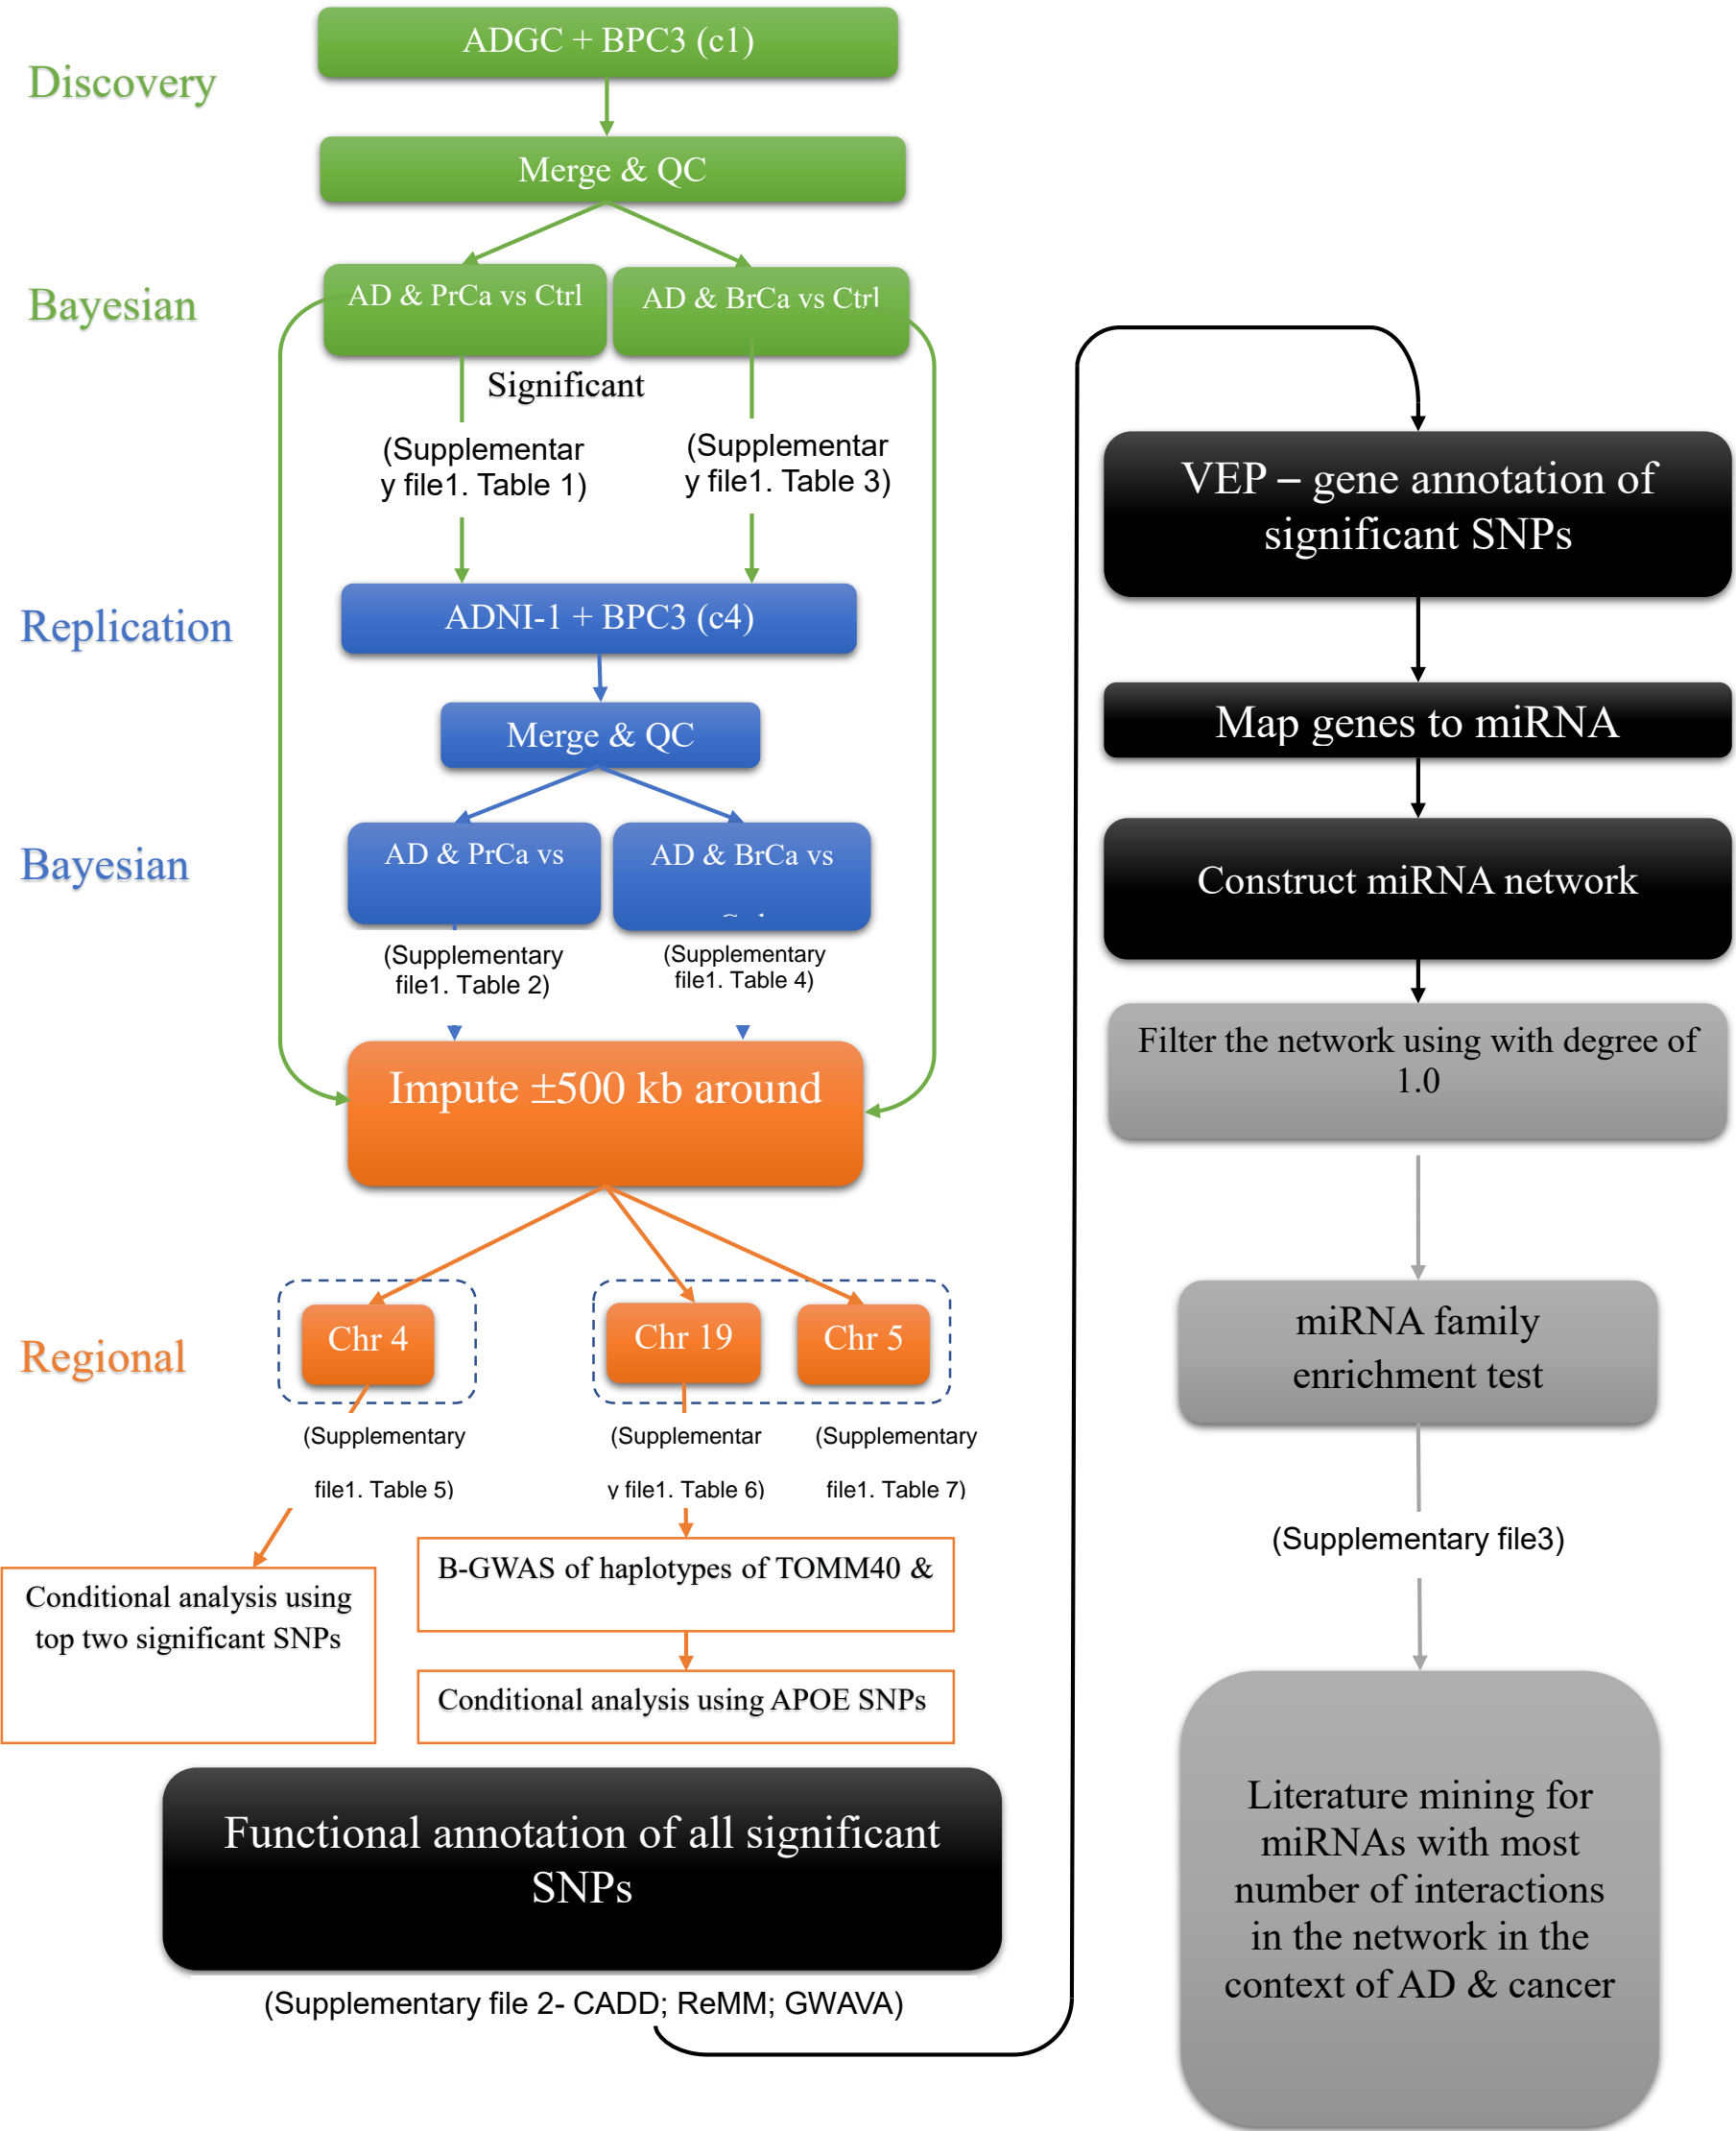 ADGC + BPC3 (c1)
Discovery
Merge & QC
Bayesian
AD & PrCa vs Ctrl
AD & BrCa vs Ctrl
Significant
(Supplementar
y file1. Table 1)
(Supplementar
y file1. Table 3)
Replication
ADNI-1 + BPC3 (c4)
Merge & QC
Bayesian
AD & PrCa vs
AD & BrCa vs
(Supplementary
file1. Table 2)
(Supplementary
file1. Table 4)
Impute ±500 kb around
Regional
Chr 4
Chr 19
Chr 5
(Supplementary
file1. Table 5)
(Supplementar
y file1. Table 6)
(Supplementary
file1. Table 7)
Conditional analysis using
top two significant SNPs
B-GWAS of haplotypes of TOMM40 &
Conditional analysis using APOE SNPs
Functional annotation of all significant
SNPs
(Supplementary file 2- CADD; ReMM; GWAVA)
VEP – gene annotation of
significant SNPs
Map genes to miRNA
Construct miRNA network
Filter the network using with degree of
1.0
miRNA family
enrichment test
(Supplementary file3)
Literature mining for
miRNAs with most
number of interactions
in the network in the
context of AD & cancer